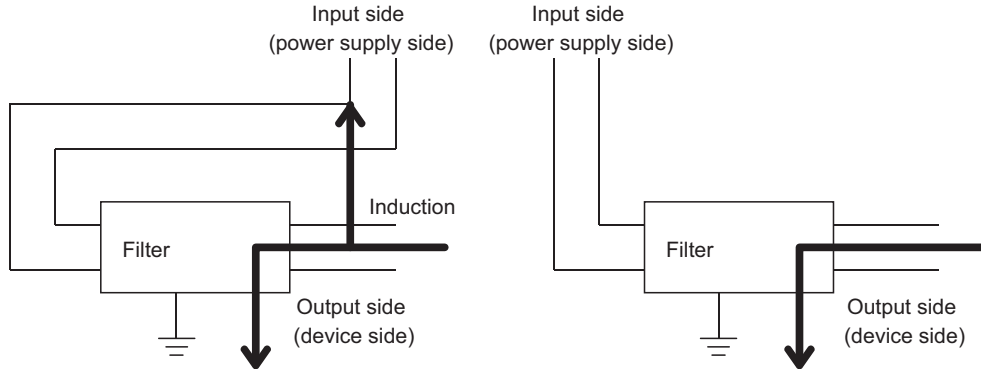 Input side
(power supply side)
Induction
Filter
Output side
(device side)
Input side
(power supply side)
Filter
Output side
(device side)